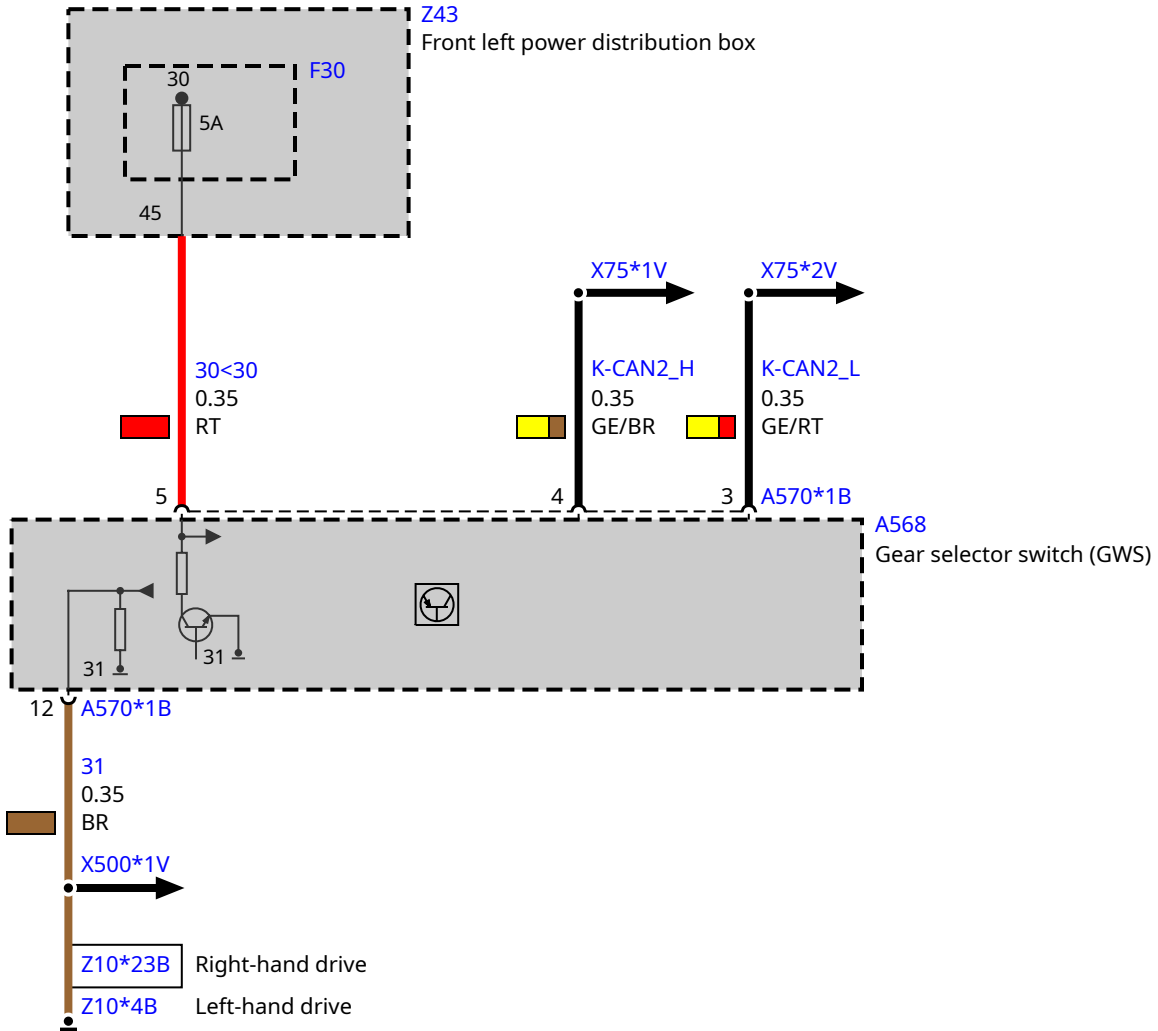 Z43
Front left power distribution box
F30
30
5A
45
X75*1V
X75*2V
30<30
0.35
RT
K-CAN2_H
0.35
GE/BR
K-CAN2_L
0.35
GE/RT
5
4
3
A570*1B
A568
Gear selector switch (GWS)
31
31
12
A570*1B
31
0.35
BR
X500*1V
Z10*23B
Right-hand drive
Z10*4B
Left-hand drive